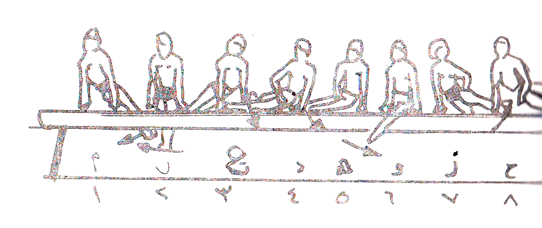 أ ب ج د ه و ز ح
١ ٢ ٣ ٤ ٥ ٦ ٧ ٨